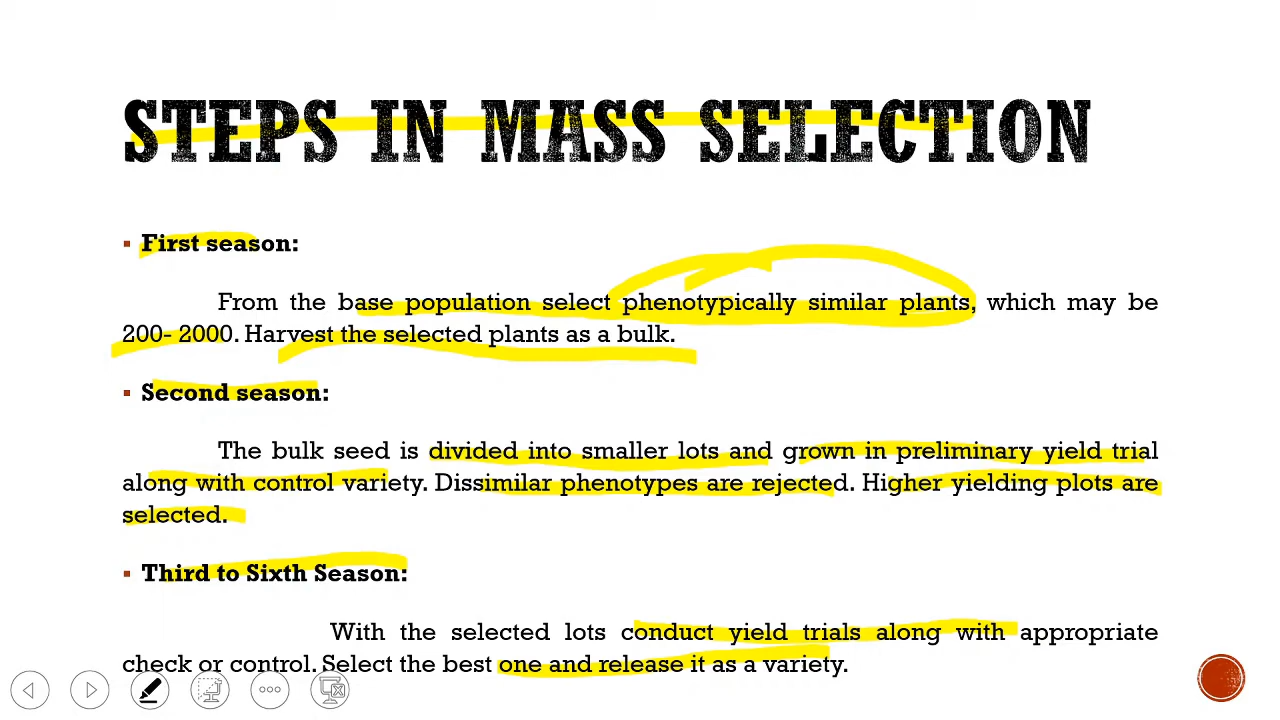 STEPS IN MASS SELECTION
▪ First season:
From the base population select phenotypically similar plants, which may be
200- 2000. Harvest the selected plants as a bulk.
▪ Second season:
The bulk seed is divided into smaller lots and grown in preliminary yield trial
along with control variety. Dissimilar phenotypes are rejected. Higher yielding plots are
selected.
▪ Third to Sixth Season:
With the selected lots conduct yield trials along with appropriate
check or control. Select the best one and release it as a variety.